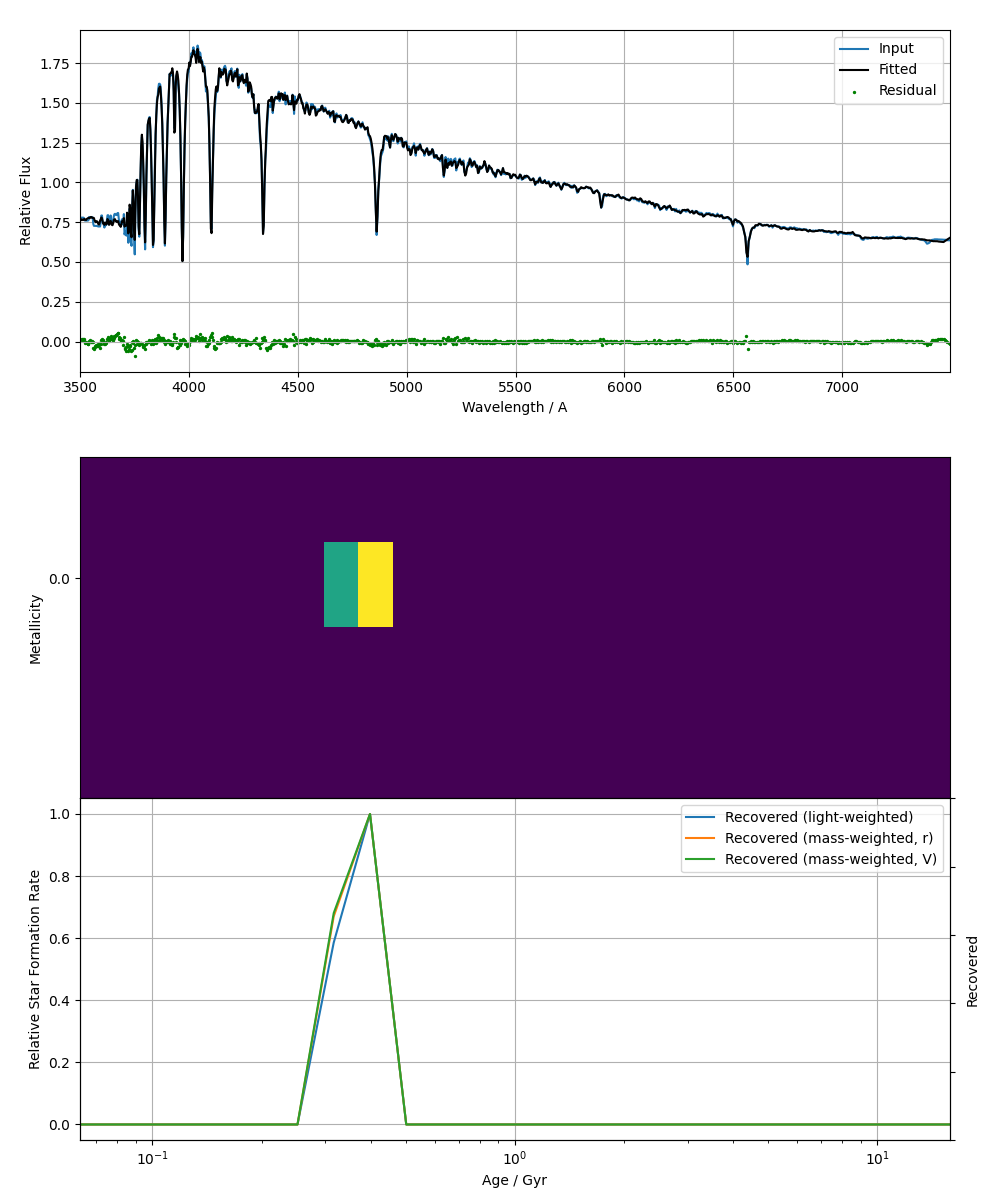 1.75
1.50
1.25
1.00
0.75
0.50
0.25
0.00
Relative Flux
Input
Fitted
Residual
3500 4000 4500 5000 5500 6000 6500 7000
Wavelength / A
0.0
Metallicity
1.0
0.8
0.6
0.4
0.2
0.0
Relative Star Formation Rate
Recovered (light-weighted)
Recovered (mass-weighted, r)
Recovered (mass-weighted, V)
Recovered
10⁻¹ 10⁰ 10¹
Age / Gyr